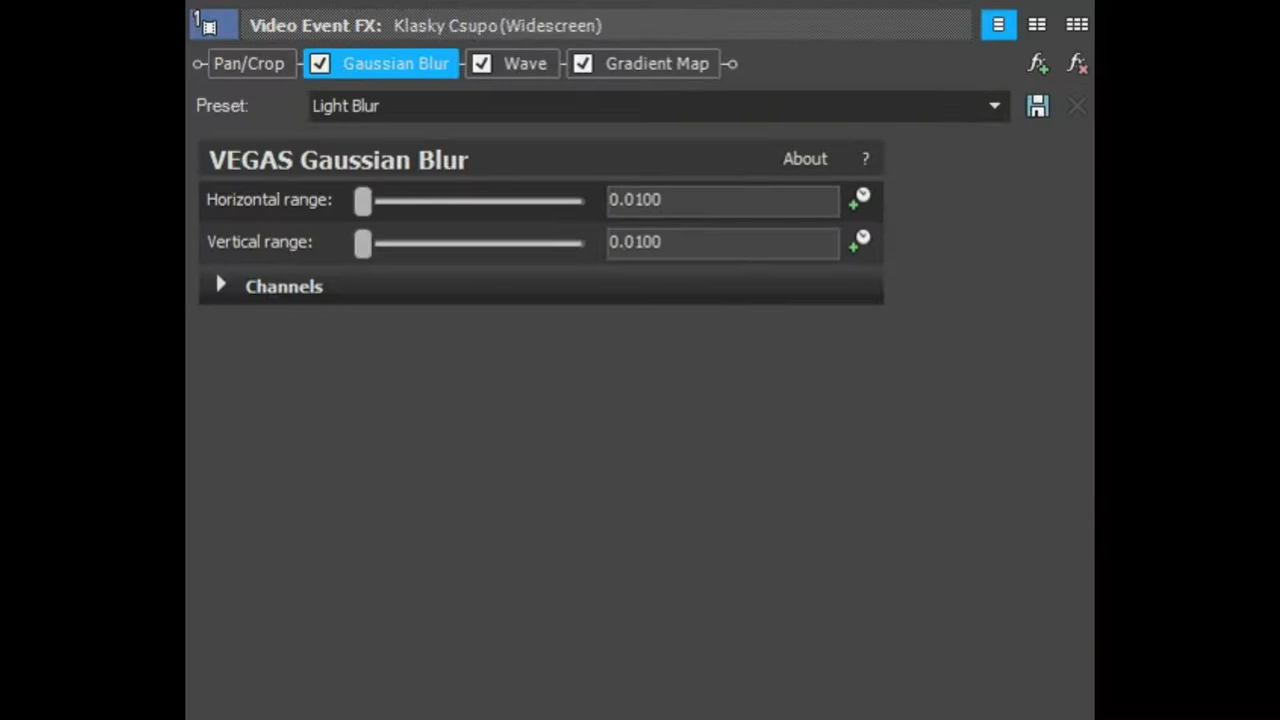 1 Video Event FX: Klasky Csupo(Widescreen)
Pan/Crop Gaussian Blur Wave Gradient Map
Preset: Light Blur
VEGAS Gaussian Blur About ?
Horizontal range: 0.0100
Vertical range: 0.0100
Channels